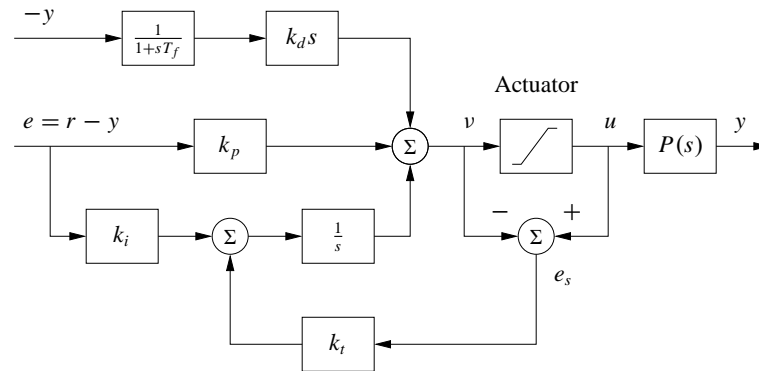 −y
1
1+sT_f
k_d s
Actuator
e = r − y
k_p
Σ
ν
u
P(s)
y
k_i
Σ
1
s
−
+
Σ
e_s
k_t